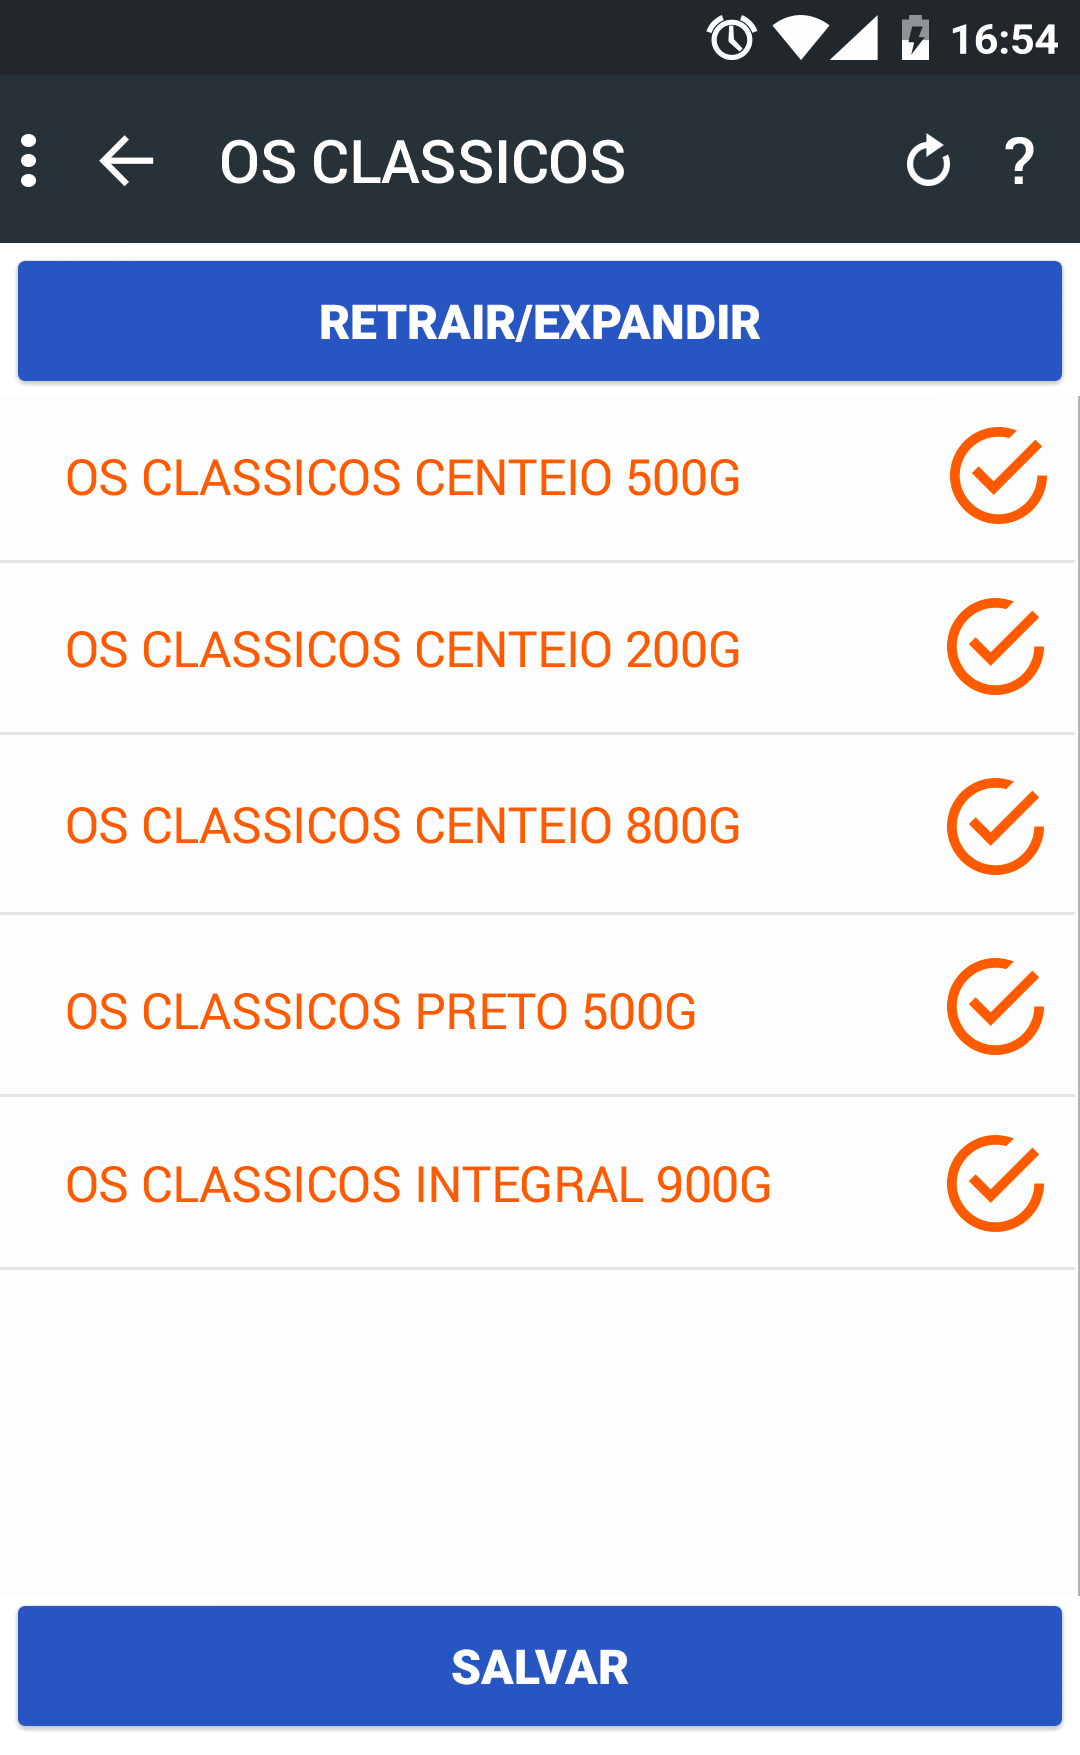 16:54
OS CLASSICOS ?
RETRAIR/EXPANDIR
OS CLASSICOS CENTEIO 500G
OS CLASSICOS CENTEIO 200G
OS CLASSICOS CENTEIO 800G
OS CLASSICOS PRETO 500G
OS CLASSICOS INTEGRAL 900G
SALVAR